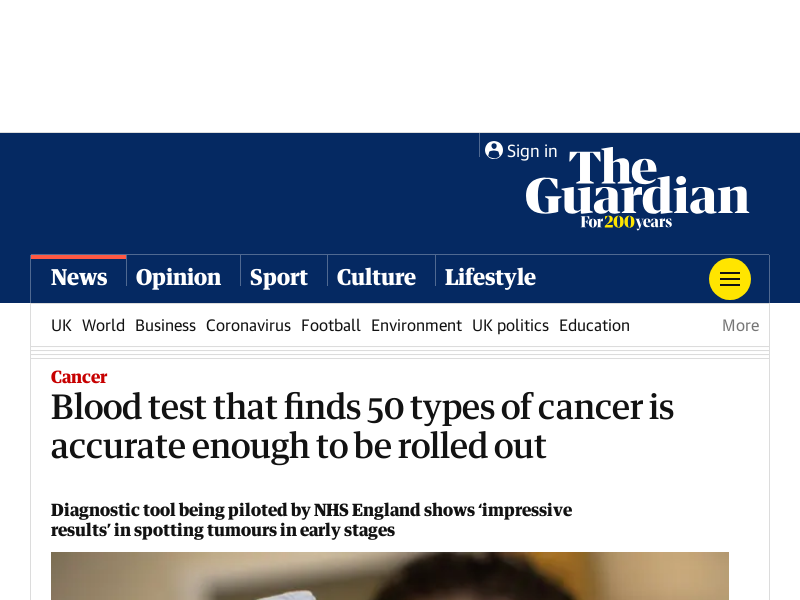 Sign in
The
Guardian
For 200 years
News Opinion Sport Culture Lifestyle
UK World Business Coronavirus Football Environment UK politics Education More
Cancer
Blood test that finds 50 types of cancer is
accurate enough to be rolled out
Diagnostic tool being piloted by NHS England shows ‘impressive
results’ in spotting tumours in early stages